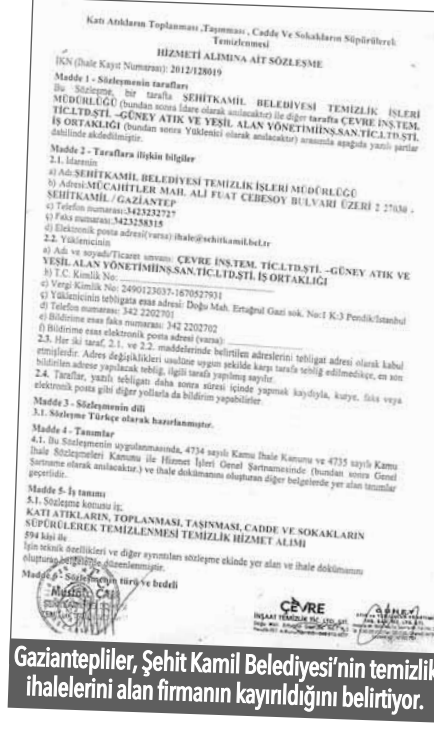 Katı Atıkların Toplanması ,Taşınması , Cadde Ve Sokakların Süpürülerek
Temizlenmesi
HİZMETİ ALIMINA AİT SÖZLEŞME
İKN (İhale Kayıt Numarası): 2012/128019
Madde 1 - Sözleşmenin tarafları
Bu Sözleşme, bir tarafta ŞEHİTKAMİL BELEDİYESİ TEMİZLİK İŞLERİ
MÜDÜRLÜĞÜ (bundan sonra İdare olarak anılacaktır) ile diğer tarafta ÇEVRE İNŞ.TEM.
TİC.LTD.ŞTİ. –GÜNEY ATIK VE YEŞİL ALAN YÖNETİMİİNŞ.SAN.TİC.LTD.ŞTİ.
İŞ ORTAKLIĞI (bundan sonra Yüklenici olarak anılacaktır) arasında aşağıda yazılı şartlar
dahilinde akdedilmiştir.
Madde 2 - Taraflara ilişkin bilgiler
2.1. İdarenin
a) Adı:ŞEHİTKAMİL BELEDİYESİ TEMİZLİK İŞLERİ MÜDÜRLÜĞÜ
b) Adresi:MÜCAHİTLER MAH. ALİ FUAT CEBESOY BULVARI ÜZERİ 2 27030 -
ŞEHİTKAMİL / GAZİANTEP
c) Telefon numarası:3423232727
ç) Faks numarası:3423258315
d) Elektronik posta adresi(varsa):ihale@sehitkamil.bel.tr
2.2. Yüklenicinin
a) Adı ve soyadı/Ticaret unvanı: ÇEVRE İNŞ.TEM. TİC.LTD.ŞTİ. –GÜNEY ATIK VE
YEŞİL ALAN YÖNETİMİİNŞ.SAN.TİC.LTD.ŞTİ. İŞ ORTAKLIĞI
b) T.C. Kimlik No:
c) Vergi Kimlik No: 2490123037-1670527931
ç) Yüklenicinin tebligata esas adresi: Doğu Mah. Ertuğrul Gazi sok. No:1 K:3 Pendik/İstanbul
d) Telefon numarası: 342 2202701
e) Bildirime esas faks numarası: 342 2202702
f) Bildirime esas elektronik posta adresi (varsa):
2.3. Her iki taraf, 2.1. ve 2.2. maddelerinde belirtilen adreslerini tebligat adresi olarak kabul
etmişlerdir. Adres değişiklikleri usulüne uygun şekilde karşı tarafa tebliğ edilmedikçe, en son
bildirilen adrese yapılacak tebliğ, ilgili tarafa yapılmış sayılır.
2.4. Taraflar, yazılı tebligatı daha sonra süresi içinde yapmak kaydıyla, kurye, faks veya
elektronik posta gibi diğer yollarla da bildirim yapabilirler.
Madde 3 - Sözleşmenin dili
3.1. Sözleşme Türkçe olarak hazırlanmıştır.
Madde 4 - Tanımlar
4.1. Bu Sözleşmenin uygulanmasında, 4734 sayılı Kamu İhale Kanunu ve 4735 sayılı Kamu
İhale Sözleşmeleri Kanunu ile Hizmet İşleri Genel Şartnamesinde (bundan sonra Genel
Şartname olarak anılacaktır.) ve ihale dokümanını oluşturan diğer belgelerde yer alan tanımlar
geçerlidir.
Madde 5- İş tanımı
5.1. Sözleşme konusu iş;
KATI ATIKLARIN, TOPLANMASI, TAŞINMASI, CADDE VE SOKAKLARIN
SÜPÜRÜLEREK TEMİZLENMESİ TEMİZLİK HİZMET ALIMI
594 kişi ile
İşin teknik özellikleri ve diğer ayrıntıları sözleşme ekinde yer alan ve ihale dokümanını
oluşturan belgelerde düzenlenmiştir.
Madde 6 - Sözleşmenin türü ve bedeli
ÇEVRE
İNŞAAT TEMİZLİK TİC. LTD. ŞTİ.
GÜNEY
Gaziantepliler, Şehit Kamil Belediyesi’nin temizlik
ihalelerini alan firmanın kayırıldığını belirtiyor.